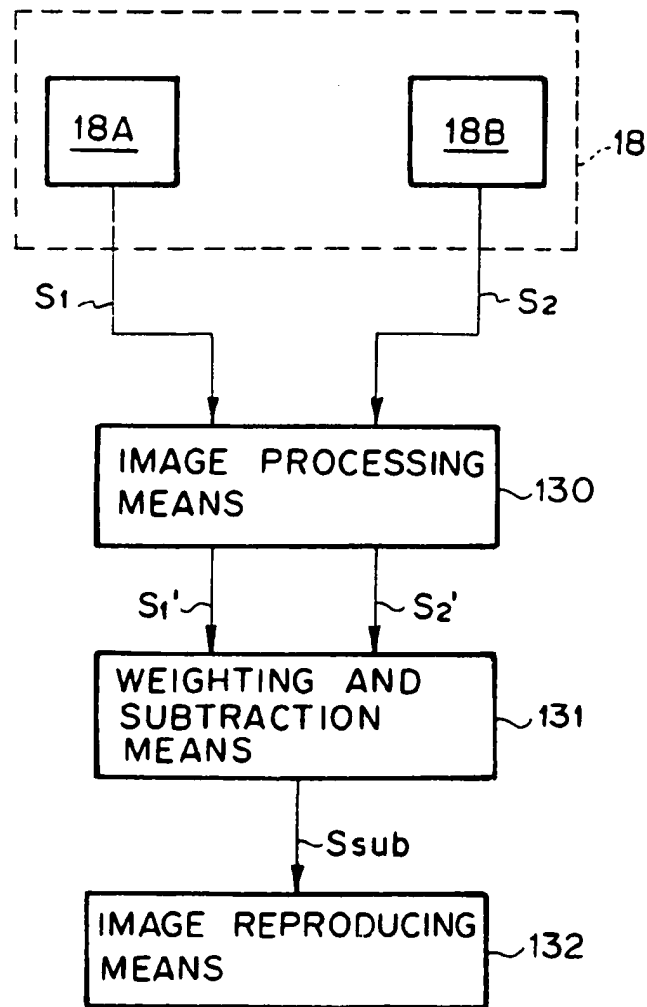 18A
18B
18
S1
S2
IMAGE PROCESSING
MEANS
130
S1'
S2'
WEIGHTING AND
SUBTRACTION
MEANS
131
Ssub
IMAGE REPRODUCING
MEANS
132